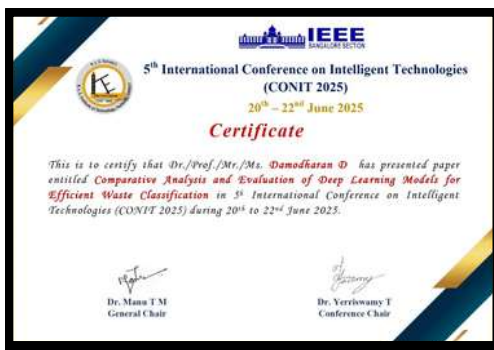 IEEE
BANGALORE SECTION
5th International Conference on Intelligent Technologies
(CONIT 2025)
20th – 22nd June 2025
Certificate
This is to certify that Dr./Prof./Mr./Ms. Damodharan D has presented paper
entitled Comparative Analysis and Evaluation of Deep Learning Models for
Efficient Waste Classification in 5th International Conference on Intelligent
Technologies (CONIT 2025) during 20th to 22nd June 2025.
Dr. Manu T M
General Chair
Dr. Yerriswamy T
Conference Chair